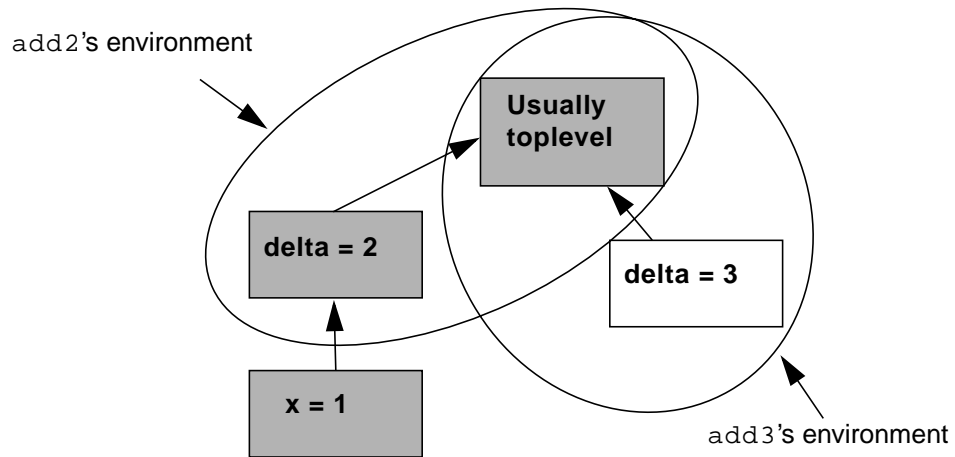 add2's environment
Usually
toplevel
delta = 2
delta = 3
x = 1
add3's environment